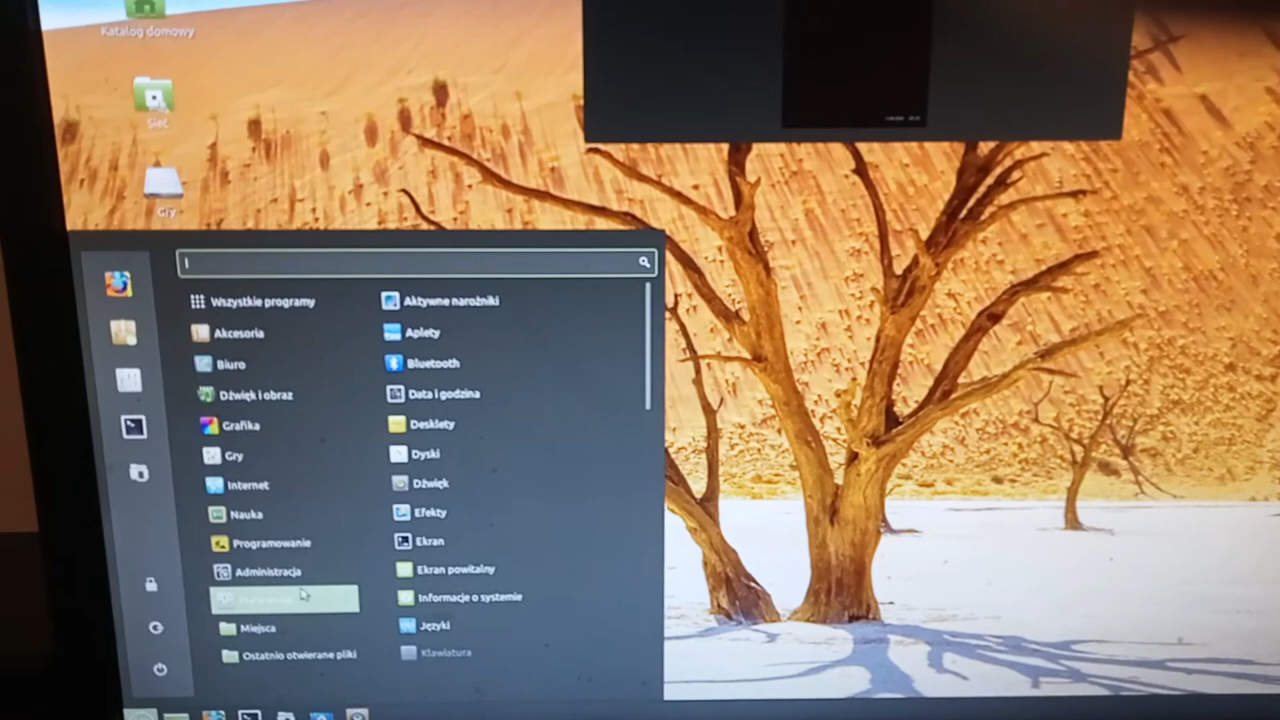 Katalog domowy
Sieć
Gry
Wszystkie programy
Akcesoria
Biuro
Dźwięk i obraz
Grafika
Gry
Internet
Nauka
Programowanie
Administracja
Miejsca
Ostatnio otwierane pliki
Aktywne narożniki
Aplety
Bluetooth
Data i godzina
Desklety
Dyski
Dźwięk
Efekty
Ekran
Ekran powitalny
Informacje o systemie
Języki
Klawiatura